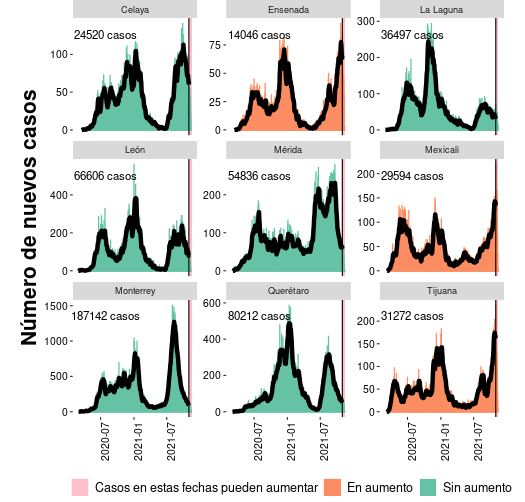 Número de nuevos casos
Celaya
Ensenada
La Laguna
24520 casos
14046 casos
36497 casos
100
50
0
75
50
25
0
300
200
100
0
León
Mérida
Mexicali
66606 casos
54836 casos
29594 casos
400
200
0
200
100
0
200
150
100
50
0
Monterrey
Querétaro
Tijuana
187142 casos
80212 casos
31272 casos
1500
1000
500
0
600
400
200
0
200
150
100
50
0
2020-07
2021-01
2021-07
2020-07
2021-01
2021-07
2020-07
2021-01
2021-07
Casos en estas fechas pueden aumentar
En aumento
Sin aumento